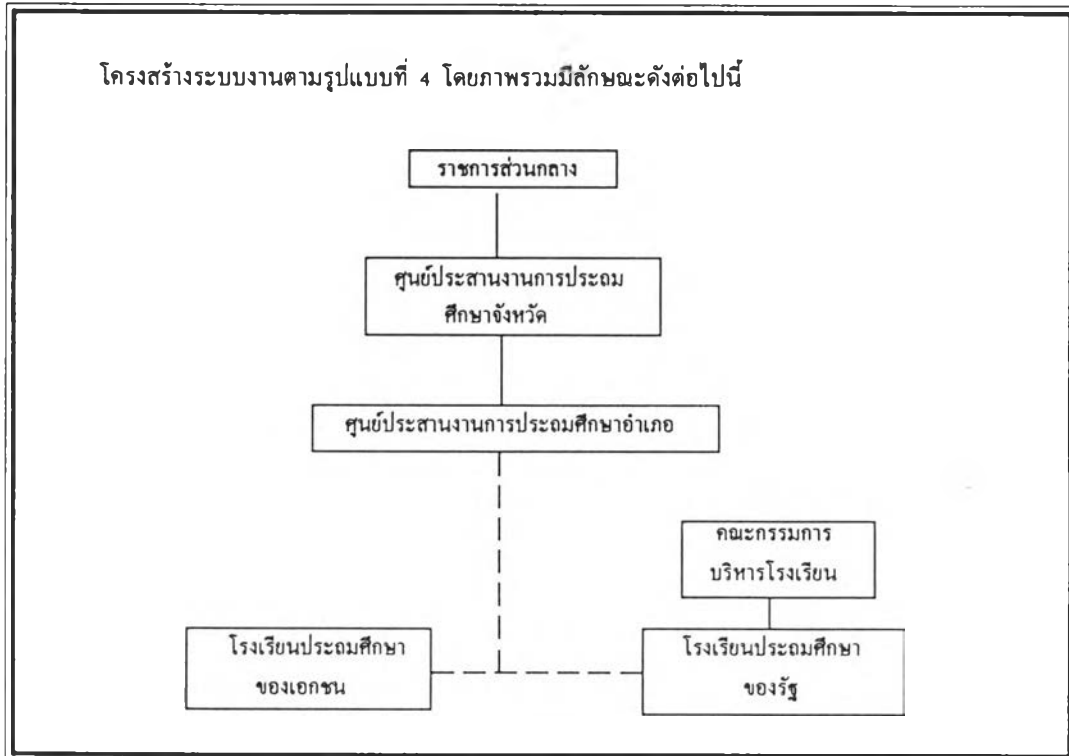 โครงสร้างระบบงานตามรูปแบบที่ 4 โดยภาพรวมมีลักษณะดังต่อไปนี้
ราชการส่วนกลาง
ศูนย์ประสานงานการประถม
ศึกษาจังหวัด
ศูนย์ประสานงานการประถมศึกษาอำเภอ
คณะกรรมการ
บริหารโรงเรียน
โรงเรียนประถมศึกษา
ของเอกชน
โรงเรียนประถมศึกษา
ของรัฐ